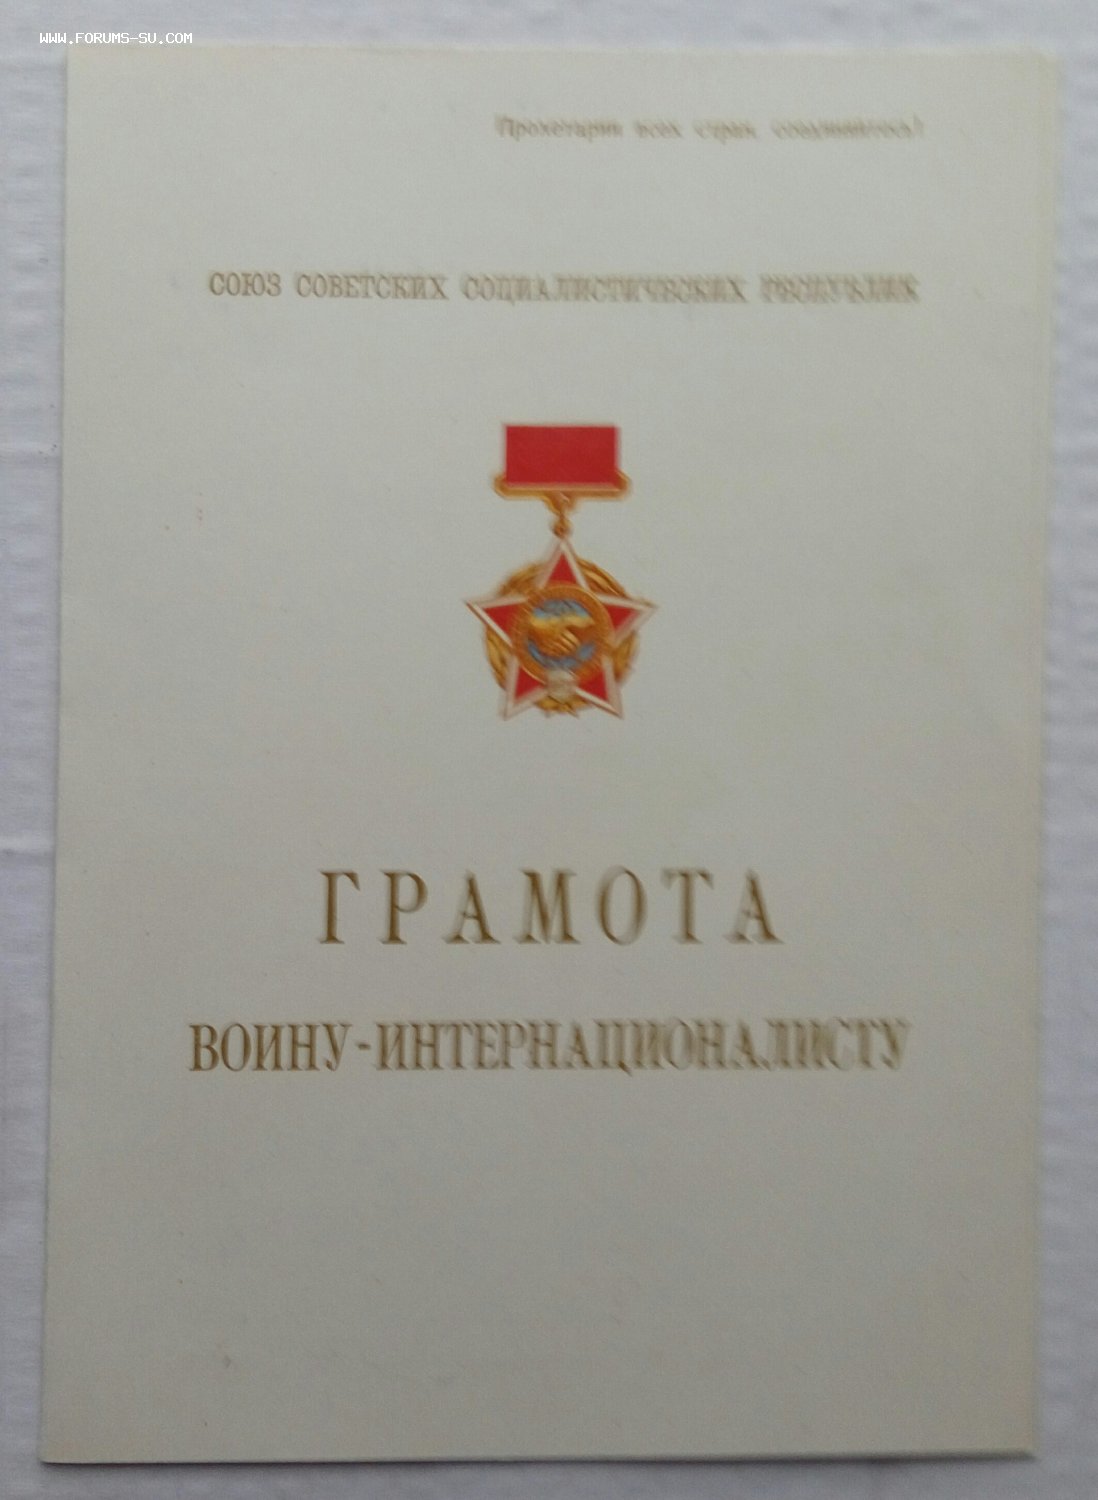 WWW.FORUMS-SU.COM
Пролетарии всех стран, соединяйтесь!
СОЮЗ СОВЕТСКИХ СОЦИАЛИСТИЧЕСКИХ РЕСПУБЛИК
ГРАМОТА
ВОИНУ-ИНТЕРНАЦИОНАЛИСТУ